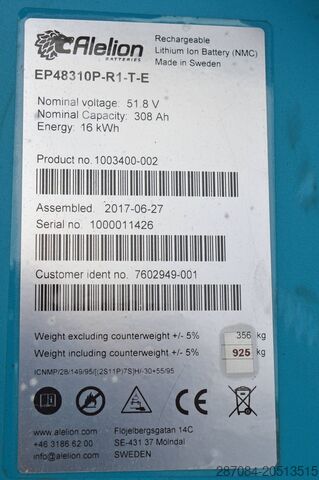 Alelion
BATTERIES
Rechargeable
Lithium Ion Battery (NMC)
Made in Sweden
EP48310P-R1-T-E
Nominal voltage: 51.8 V
Nominal Capacity: 308 Ah
Energy: 16 kWh
Product no. 1003400-002
Assembled. 2017-06-27
Serial no. 1000011426
Customer ident no. 7602949-001
Weight excluding counterweight +/- 5% 356 kg
Weight including counterweight +/- 5% 925 kg
ICNMP/28/149/95/[(2S11P)7S]H/-30+55/95
www.alelion.com
+46 3186 62 00
info@alelion.com
Flöjelbergsgatan 14C
SE-431 37 Mölndal
SWEDEN
287084-20513515